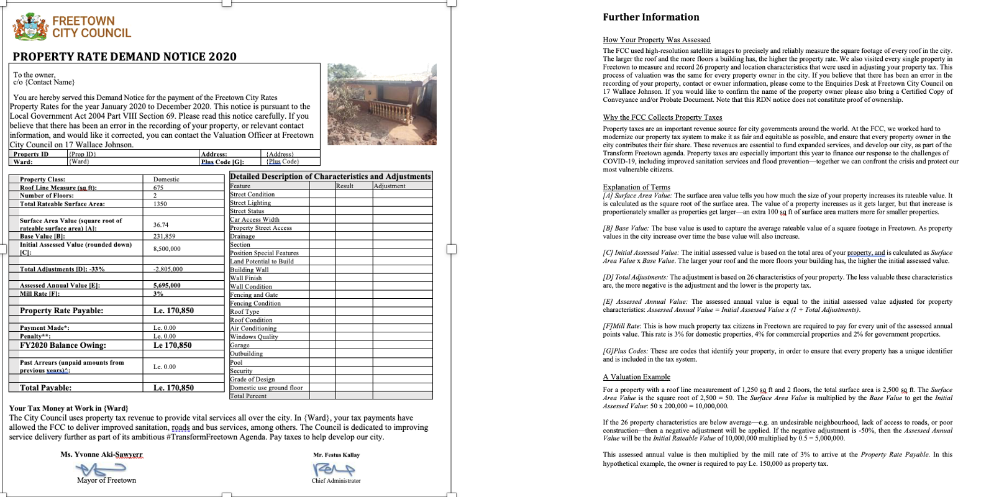 FREETOWN
CITY COUNCIL
PROPERTY RATE DEMAND NOTICE 2020
To the owner,
c/o {Contact Name}
You are hereby served this Demand Notice for the payment of the Freetown City Rates
Property Rates for the year January 2020 to December 2020. This notice is pursuant to the
Local Government Act 2004 Part VIII Section 69. Please read this notice carefully. If you
believe that there has been an error in the recording of your property, or relevant contact
information, and would like it corrected, you can contact the Valuation Officer at Freetown
City Council on 17 Wallace Johnson.
Property ID {Prop ID} Address: {Address}
Ward: {Ward} Plus Code [G]: {Plus Code}
Property Class: Domestic
Roof Line Measure (sq.ft): 675
Number of Floors: 2
Total Rateable Surface Area: 1350
Surface Area Value (square root of
rateable surface area) [A]: 36.74
Base Value [B]: 231,859
Initial Assessed Value (rounded down)
[C]: 8,500,000
Total Adjustments [D]: -33% -2,805,000
Assessed Annual Value [E]: 5,695,000
Mill Rate [F]: 3%
Property Rate Payable: Le. 170,850
Payment Made*: Le. 0.00
Penalty**: Le. 0.00
FY2020 Balance Owing: Le 170,850
Past Arrears (unpaid amounts from
previous years)^: Le. 0.00
Total Payable: Le. 170,850
Detailed Description of Characteristics and Adjustments
Feature Result Adjustment
Street Condition
Street Lighting
Street Status
Car Access Width
Property Street Access
Drainage
Section
Position Special Features
Land Potential to Build
Building Wall
Wall Finish
Wall Condition
Fencing and Gate
Fencing Condition
Roof Type
Roof Condition
Air Conditioning
Windows Quality
Garage
Outbuilding
Pool
Security
Grade of Design
Domestic use ground floor
Total Percent
Your Tax Money at Work in {Ward}
The City Council uses property tax revenue to provide vital services all over the city. In {Ward}, your tax payments have
allowed the FCC to deliver improved sanitation, roads and bus services, among others. The Council is dedicated to improving
service delivery further as part of its ambitious #TransformFreetown Agenda. Pay taxes to help develop our city.
Ms. Yvonne Aki-Sawyerr
Mayor of Freetown
Mr. Festus Kallay
Chief Administrator
Further Information
How Your Property Was Assessed
The FCC used high-resolution satellite images to precisely and reliably measure the square footage of every roof in the city.
The larger the roof and the more floors a building has, the higher the property rate. We also visited every single property in
Freetown to measure and record 26 property and location characteristics that were used in adjusting your property tax. This
process of valuation was the same for every property owner in the city. If you believe that there has been an error in the
recording of your property, contact or owner information, please come to the Enquiries Desk at Freetown City Council on
17 Wallace Johnson. If you would like to confirm the name of the property owner please also bring a Certified Copy of
Conveyance and/or Probate Document. Note that this RDN notice does not constitute proof of ownership.
Why the FCC Collects Property Taxes
Property taxes are an important revenue source for city governments around the world. At the FCC, we worked hard to
modernize our property tax system to make it as fair and equitable as possible, and ensure that every property owner in the
city contributes their fair share. These revenues are essential to fund expanded services, and develop our city, as part of the
Transform Freetown agenda. Property taxes are especially important this year to finance our response to the challenges of
COVID-19, including improved sanitation services and flood prevention—together we can confront the crisis and protect our
most vulnerable citizens.
Explanation of Terms
[A] Surface Area Value: The surface area value tells you how much the size of your property increases its rateable value. It
is calculated as the square root of the surface area. The value of a property increases as it gets larger, but that increase is
proportionately smaller as properties get larger—an extra 100 sq ft of surface area matters more for smaller properties.
[B] Base Value: The base value is used to capture the average rateable value of a square footage in Freetown. As property
values in the city increase over time the base value will also increase.
[C] Initial Assessed Value: The initial assessed value is based on the total area of your property, and is calculated as Surface
Area Value x Base Value. The larger your roof and the more floors your building has, the higher the initial assessed value.
[D] Total Adjustments: The adjustment is based on 26 characteristics of your property. The less valuable these characteristics
are, the more negative is the adjustment and the lower is the property tax.
[E] Assessed Annual Value: The assessed annual value is equal to the initial assessed value adjusted for property
characteristics: Assessed Annual Value = Initial Assessed Value x (1 + Total Adjustments).
[F]Mill Rate: This is how much property tax citizens in Freetown are required to pay for every unit of the assessed annual
points value. This rate is 3% for domestic properties, 4% for commercial properties and 2% for government properties.
[G]Plus Codes: These are codes that identify your property, in order to ensure that every property has a unique identifier
and is included in the tax system.
A Valuation Example
For a property with a roof line measurement of 1,250 sq ft and 2 floors, the total surface area is 2,500 sq ft. The Surface
Area Value is the square root of 2,500 = 50. The Surface Area Value is multiplied by the Base Value to get the Initial
Assessed Value: 50 x 200,000 = 10,000,000.
If the 26 property characteristics are below average—e.g. an undesirable neighbourhood, lack of access to roads, or poor
construction—then a negative adjustment will be applied. If the negative adjustment is -50%, then the Assessed Annual
Value will be the Initial Rateable Value of 10,000,000 multiplied by 0.5 = 5,000,000.
This assessed annual value is then multiplied by the mill rate of 3% to arrive at the Property Rate Payable. In this
hypothetical example, the owner is required to pay Le. 150,000 as property tax.